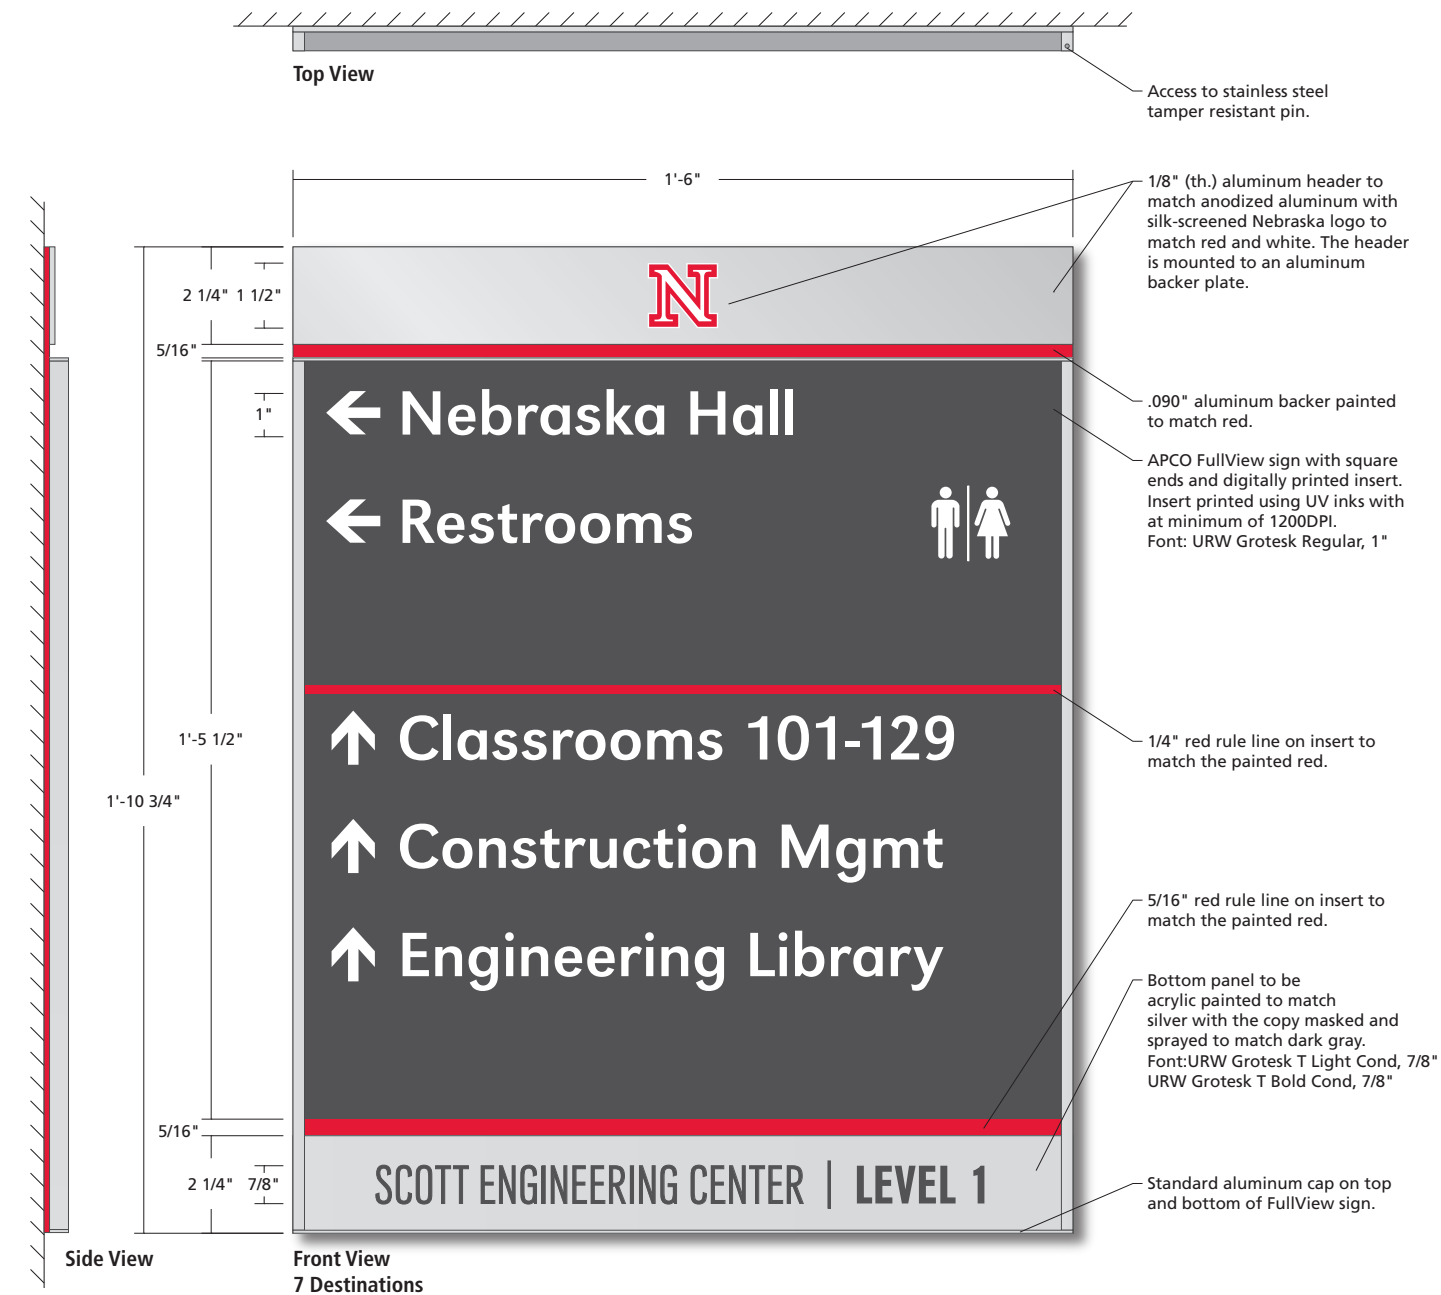 Top View
Access to stainless steel
tamper resistant pin.
1'-6"
1/8" (th.) aluminum header to
match anodized aluminum with
silk-screened Nebraska logo to
match red and white. The header
is mounted to an aluminum
backer plate.
N
2 1/4" 1 1/2"
5/16"
1"
.090" aluminum backer painted
to match red.
Nebraska Hall
APCO FullView sign with square
ends and digitally printed insert.
Insert printed using UV inks with
at minimum of 1200DPI.
Font: URW Grotesk Regular, 1"
Restrooms
1'-5 1/2"
1'-10 3/4"
Classrooms 101-129
1/4" red rule line on insert to
match the painted red.
Construction Mgmt
Engineering Library
5/16" red rule line on insert to
match the painted red.
Bottom panel to be
acrylic painted to match
silver with the copy masked and
sprayed to match dark gray.
Font:URW Grotesk T Light Cond, 7/8"
URW Grotesk T Bold Cond, 7/8"
5/16"
2 1/4" 7/8"
SCOTT ENGINEERING CENTER | LEVEL 1
Standard aluminum cap on top
and bottom of FullView sign.
Side View
Front View
7 Destinations